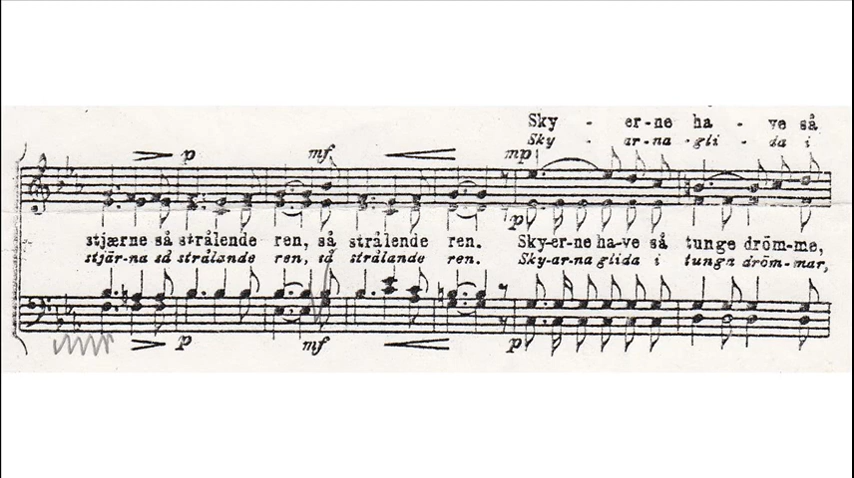 Sky - er-ne ha - ve så
Sky - ar-na gli - da i
p mf mp
p
stjærne så strålende ren, så strålende ren. Sky-er-ne ha-ve så tunge dröm-me,
stjär-na så strålande ren, så strålande ren. Sky-ar-na glida i tunga dröm-mar,
p mf p